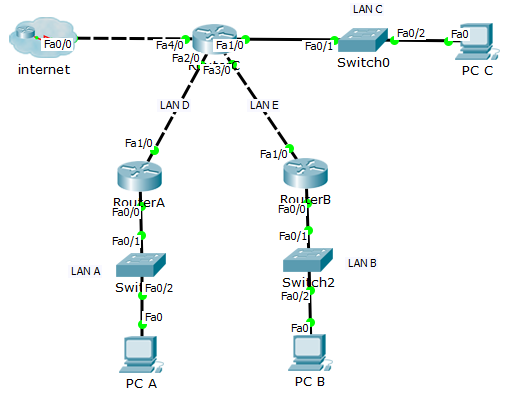 LAN C
Fa0/0
Fa4/0
Fa1/0
Fa0/1
Fa0/2
Fa0
internet
Fa2/0
Switch0
PC C
Fa3/0
LAN D
LAN E
Fa1/0
Fa1/0
RouterA
RouterB
Fa0/0
Fa0/0
Fa0/1
Fa0/1
LAN A
LAN B
Switch2
Fa0/2
Fa0/2
Fa0
Fa0
PC A
PC B